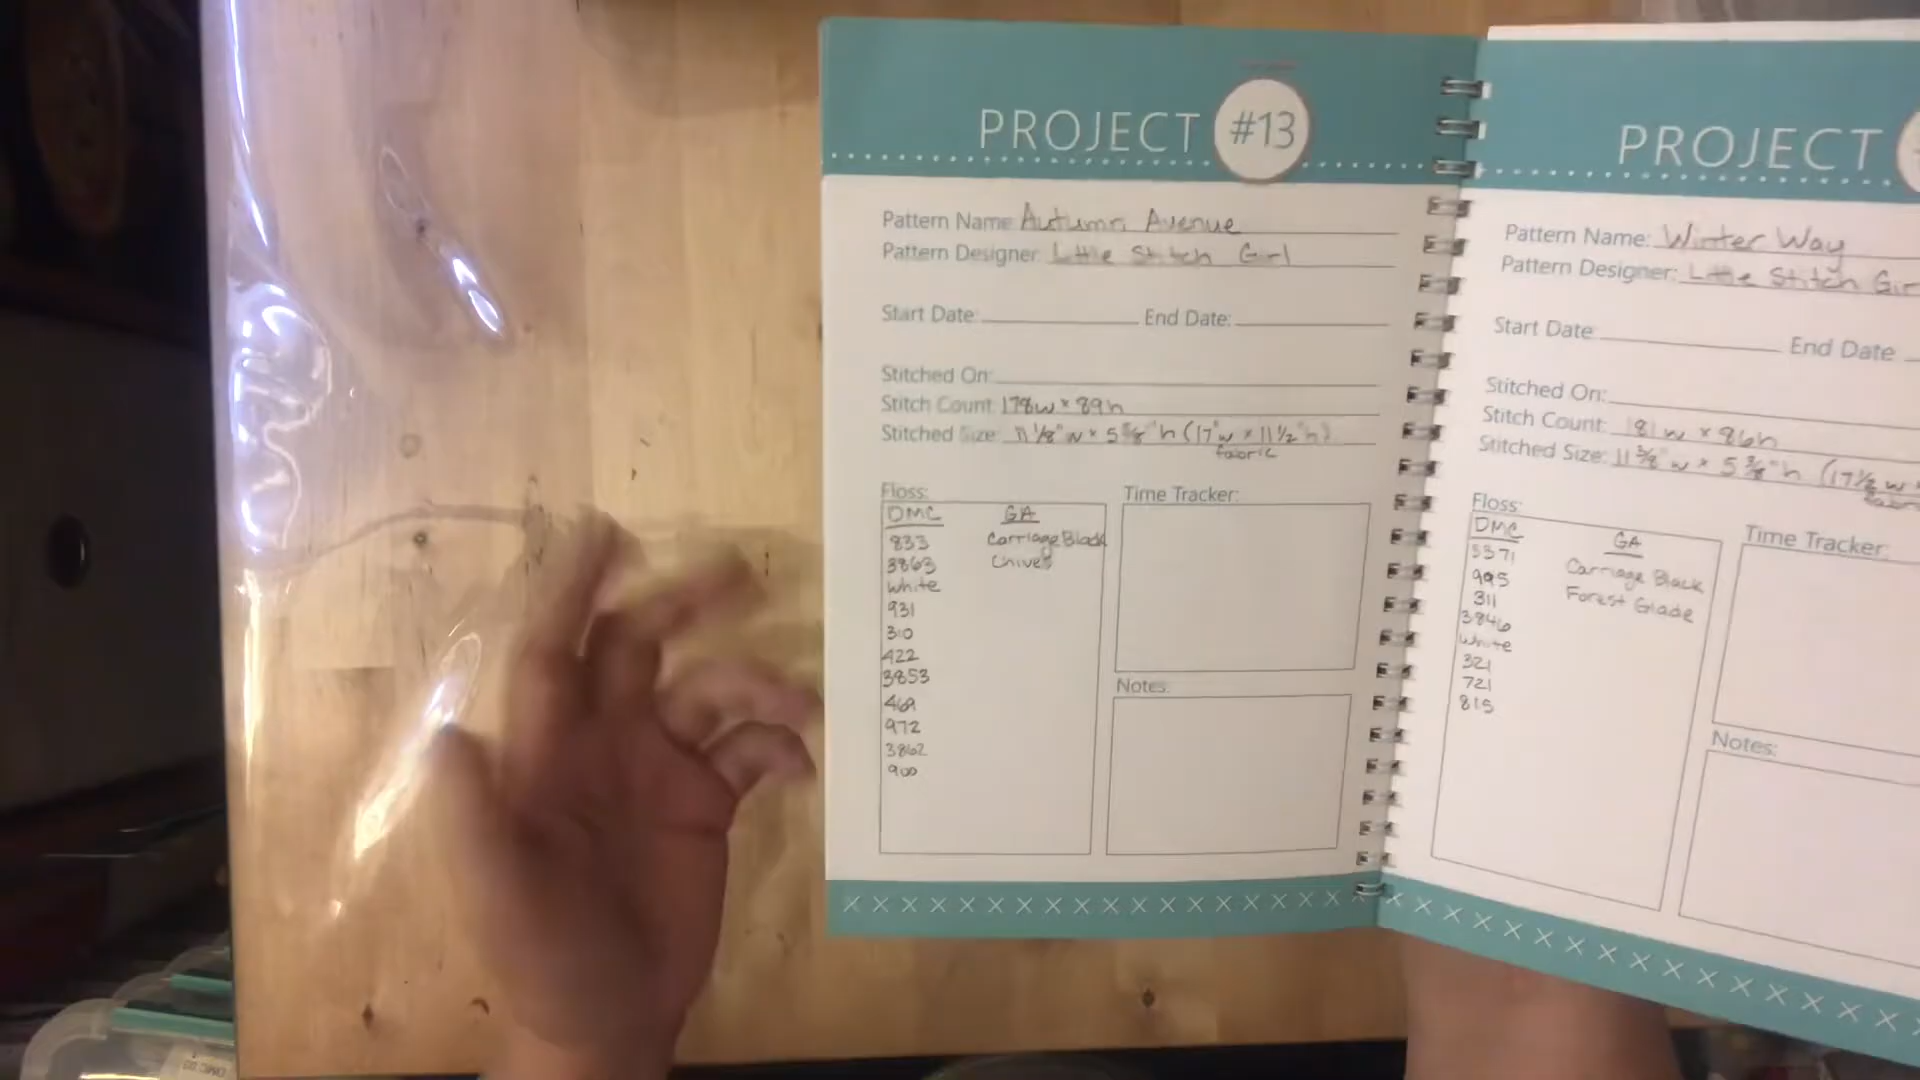 PROJECT #13
Pattern Name Autumn Avenue
Pattern Designer: Little Stitch Girl
Start Date: End Date:
Stitched On:
Stitch Count: 178w x 89h
Stitched Size: 11 1/8" w x 5 5/8" h (17"w x 11 1/2"h)
fabric
Floss:
DMC GA
833 Carriage Black
3863 Chives
White
931
310
422
3853
469
972
3862
900
Time Tracker:
Notes:
PROJECT
Pattern Name: Winter Way
Pattern Designer: Little Stitch Gir
Start Date: End Date
Stitched On:
Stitch Count: 181 w x 86h
Stitched Size: 11 3/8" w x 5 3/8" h (17 1/2 w
Floss:
DMC GA
3371 Carriage Black
995 Forest Glade
311
3846
White
321
721
815
Time Tracker:
Notes: